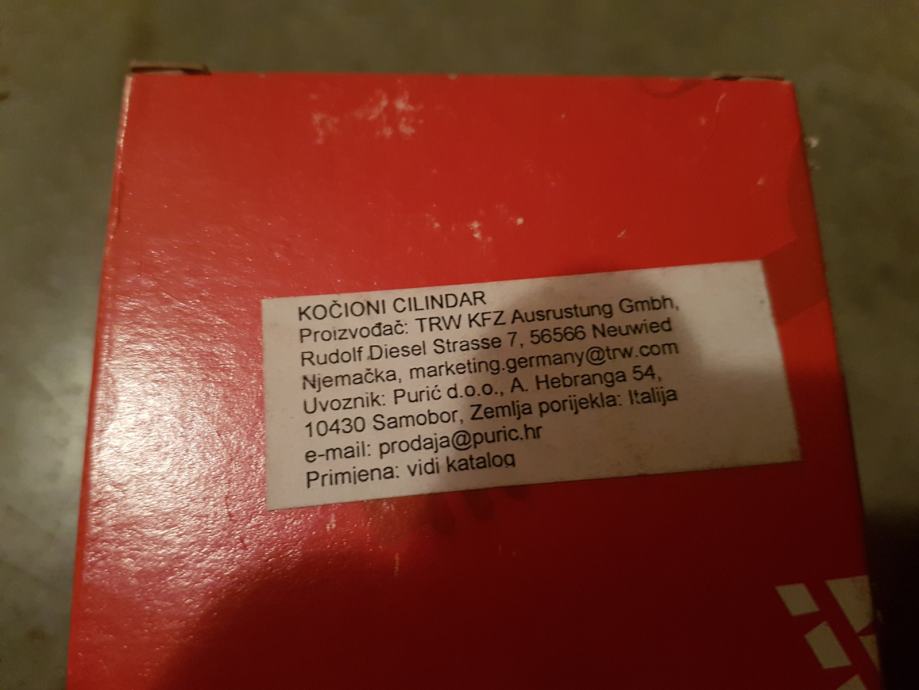 KOČIONI CILINDAR
Proizvođač: TRW KFZ Ausrustung Gmbh,
Rudolf Diesel Strasse 7, 56566 Neuwied
Njemačka, marketing.germany@trw.com
Uvoznik: Purić d.o.o., A. Hebranga 54,
10430 Samobor, Zemlja porijekla: Italija
e-mail: prodaja@puric.hr
Primjena: vidi katalog